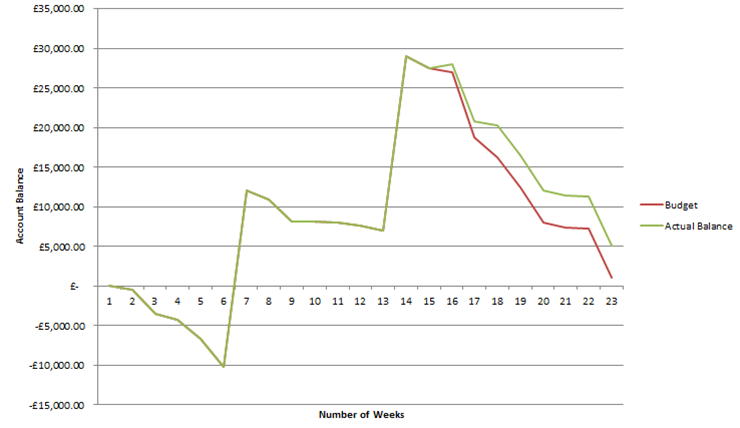 £35,000.00
£30,000.00
£25,000.00
£20,000.00
£15,000.00
£10,000.00
£5,000.00
£-
-£5,000.00
-£10,000.00
-£15,000.00
Account Balance
1 2 3 4 5 6 7 8 9 10 11 12 13 14 15 16 17 18 19 20 21 22 23
Number of Weeks
Budget
Actual Balance